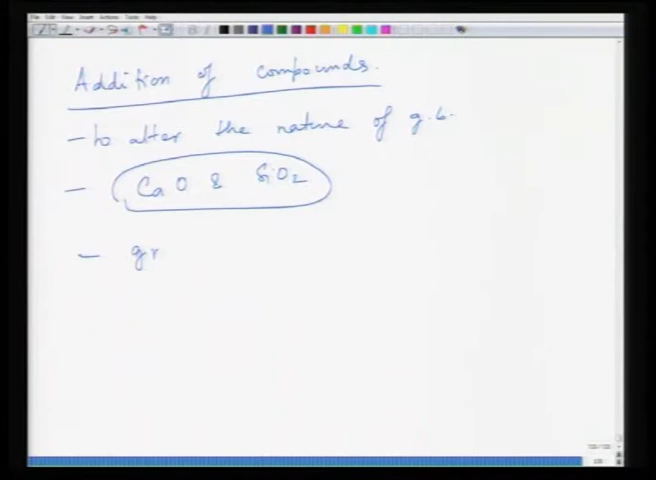 Addition of compounds.
- to alter the nature of g.b.
- CaO & SiO2
- gr